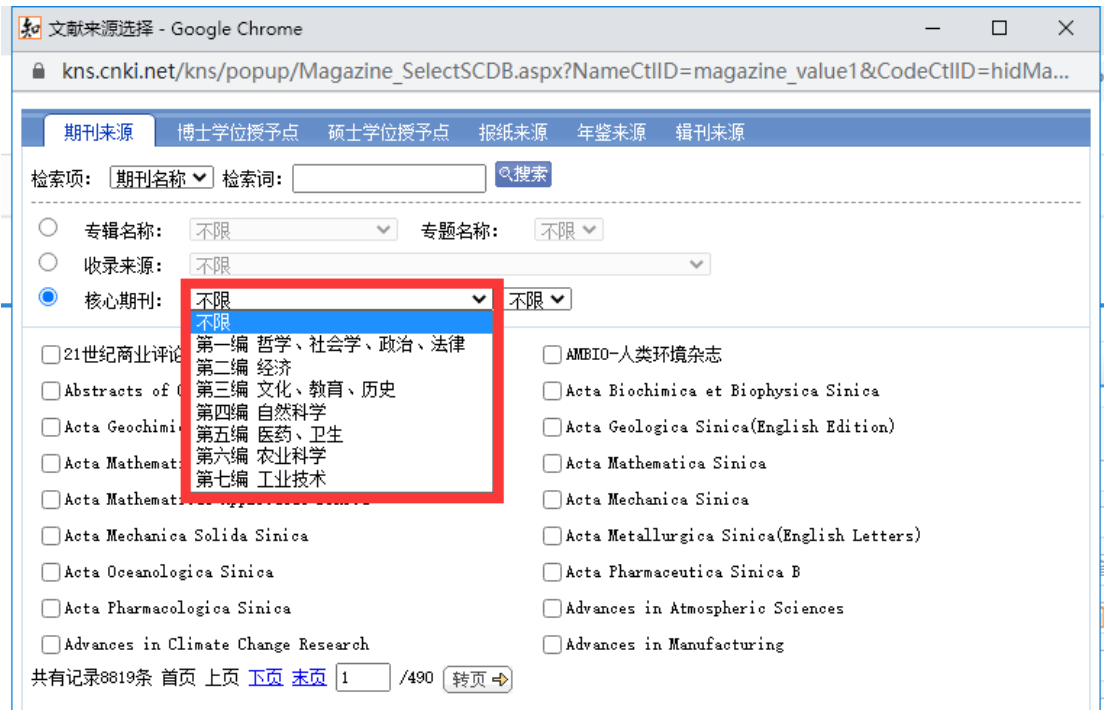 知 文献来源选择 - Google Chrome
kns.cnki.net/kns/popup/Magazine_SelectSCDB.aspx?NameCtlID=magazine_value1&CodeCtlID=hidMa...
期刊来源 博士学位授予点 硕士学位授予点 报纸来源 年鉴来源 辑刊来源
检索项： 期刊名称 检索词： 搜索
专辑名称： 不限 专题名称： 不限
收录来源： 不限
核心期刊： 不限 不限
不限
第一编 哲学、社会学、政治、法律
第二编 经济
第三编 文化、教育、历史
第四编 自然科学
第五编 医药、卫生
第六编 农业科学
第七编 工业技术
21世纪商业评论 AMBIO-人类环境杂志
Abstracts of Acta Biochimica et Biophysica Sinica
Acta Geochimi Acta Geologica Sinica(English Edition)
Acta Mathemat Acta Mathematica Sinica
Acta Mathemat Acta Mechanica Sinica
Acta Mechanica Solida Sinica Acta Metallurgica Sinica(English Letters)
Acta Oceanologica Sinica Acta Pharmaceutica Sinica B
Acta Pharmacologica Sinica Advances in Atmospheric Sciences
Advances in Climate Change Research Advances in Manufacturing
共有记录8819条 首页 上页 下页 末页 1 /490 转页